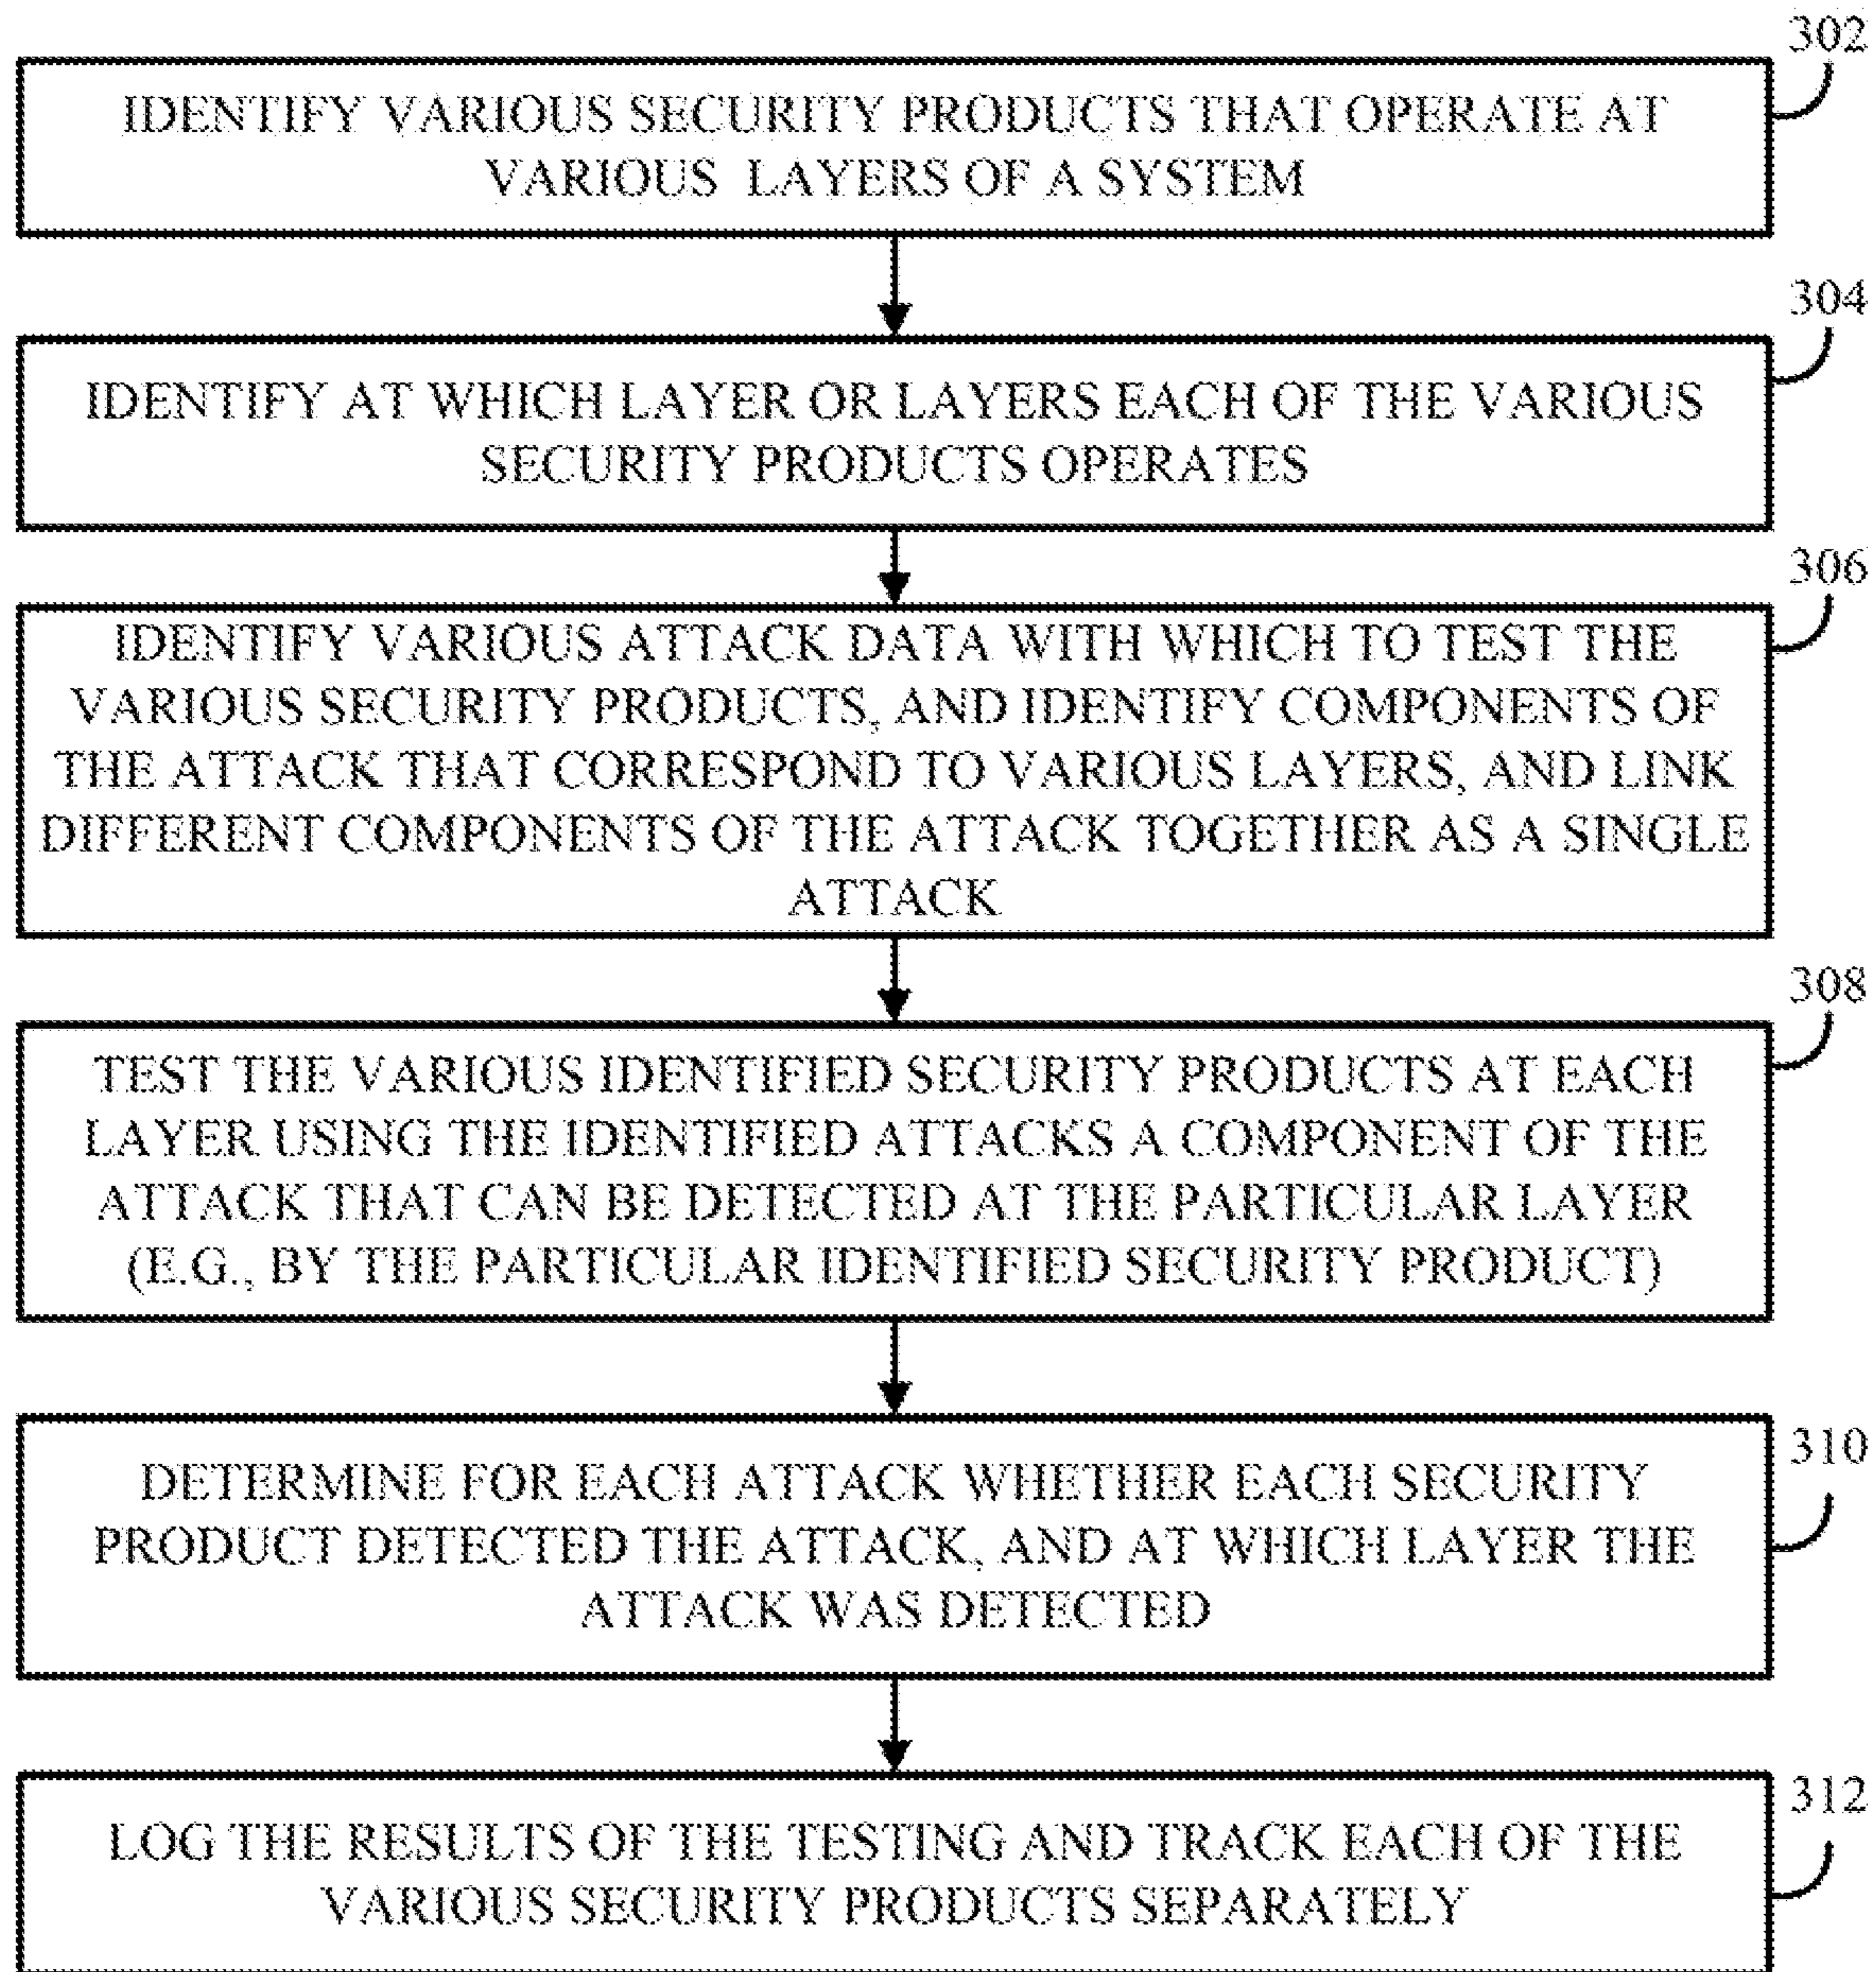 302
IDENTIFY VARIOUS SECURITY PRODUCTS THAT OPERATE AT
VARIOUS LAYERS OF A SYSTEM
304
IDENTIFY AT WHICH LAYER OR LAYERS EACH OF THE VARIOUS
SECURITY PRODUCTS OPERATES
306
IDENTIFY VARIOUS ATTACK DATA WITH WHICH TO TEST THE
VARIOUS SECURITY PRODUCTS, AND IDENTIFY COMPONENTS OF
THE ATTACK THAT CORRESPOND TO VARIOUS LAYERS, AND LINK
DIFFERENT COMPONENTS OF THE ATTACK TOGETHER AS A SINGLE
ATTACK
308
TEST THE VARIOUS IDENTIFIED SECURITY PRODUCTS AT EACH
LAYER USING THE IDENTIFIED ATTACKS A COMPONENT OF THE
ATTACK THAT CAN BE DETECTED AT THE PARTICULAR LAYER
(E.G., BY THE PARTICULAR IDENTIFIED SECURITY PRODUCT)
310
DETERMINE FOR EACH ATTACK WHETHER EACH SECURITY
PRODUCT DETECTED THE ATTACK, AND AT WHICH LAYER THE
ATTACK WAS DETECTED
312
LOG THE RESULTS OF THE TESTING AND TRACK EACH OF THE
VARIOUS SECURITY PRODUCTS SEPARATELY